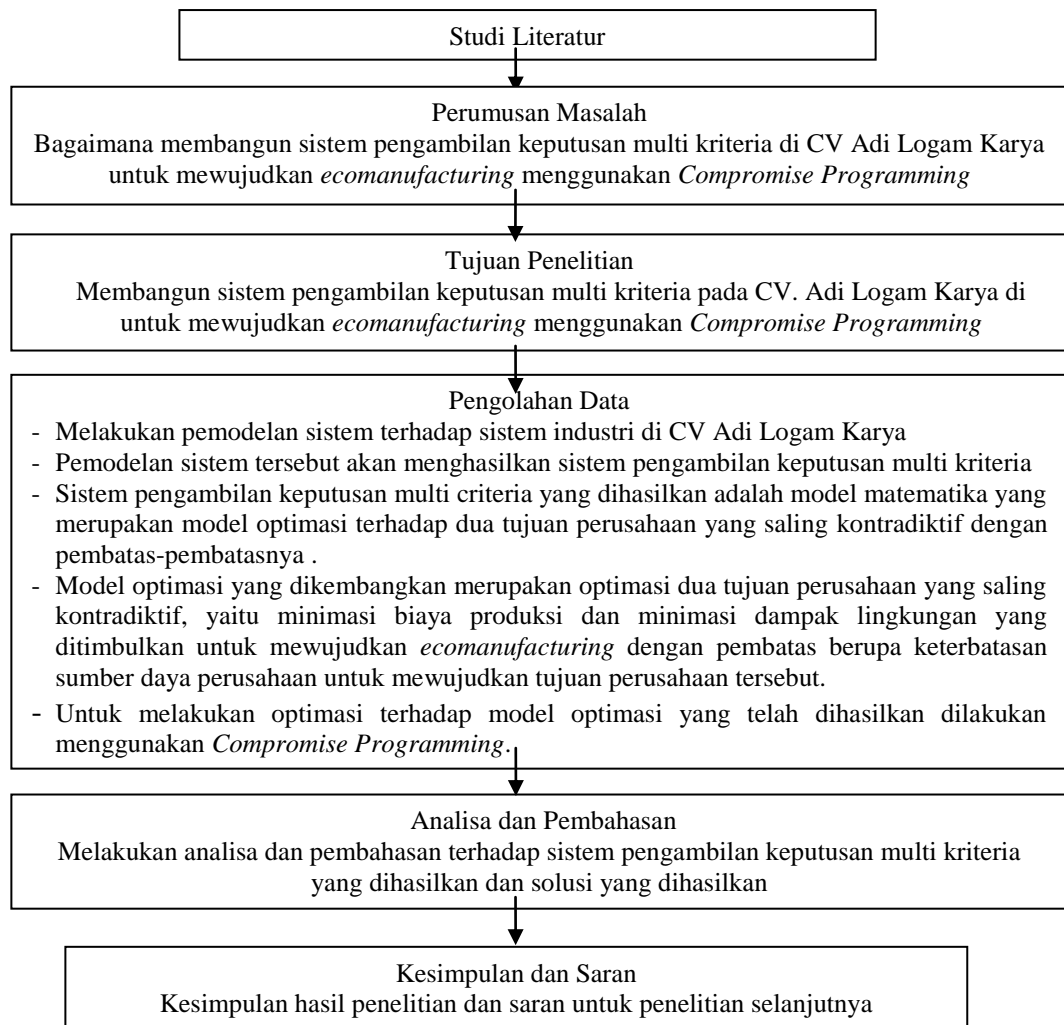 Studi Literatur
Perumusan Masalah
Bagaimana membangun sistem pengambilan keputusan multi kriteria di CV Adi Logam Karya
untuk mewujudkan ecomanufacturing menggunakan Compromise Programming
Tujuan Penelitian
Membangun sistem pengambilan keputusan multi kriteria pada CV. Adi Logam Karya di
untuk mewujudkan ecomanufacturing menggunakan Compromise Programming
Pengolahan Data
- Melakukan pemodelan sistem terhadap sistem industri di CV Adi Logam Karya
- Pemodelan sistem tersebut akan menghasilkan sistem pengambilan keputusan multi kriteria
- Sistem pengambilan keputusan multi criteria yang dihasilkan adalah model matematika yang
merupakan model optimasi terhadap dua tujuan perusahaan yang saling kontradiktif dengan
pembatas-pembatasnya .
- Model optimasi yang dikembangkan merupakan optimasi dua tujuan perusahaan yang saling
kontradiktif, yaitu minimasi biaya produksi dan minimasi dampak lingkungan yang
ditimbulkan untuk mewujudkan ecomanufacturing dengan pembatas berupa keterbatasan
sumber daya perusahaan untuk mewujudkan tujuan perusahaan tersebut.
- Untuk melakukan optimasi terhadap model optimasi yang telah dihasilkan dilakukan
menggunakan Compromise Programming.
Analisa dan Pembahasan
Melakukan analisa dan pembahasan terhadap sistem pengambilan keputusan multi kriteria
yang dihasilkan dan solusi yang dihasilkan
Kesimpulan dan Saran
Kesimpulan hasil penelitian dan saran untuk penelitian selanjutnya